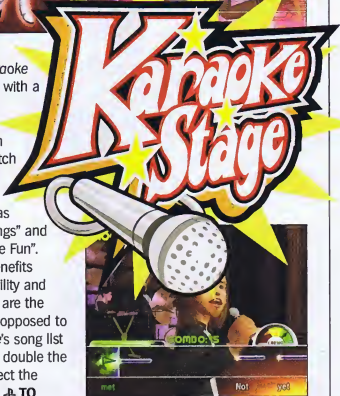 Karaoke
Stage
aoke
with a
tch
as
ngs" and
e Fun".
nefits
ility and
are the
opposed to
e's song list
double the
ect the
TO
COMBO: 5
met
Not yet